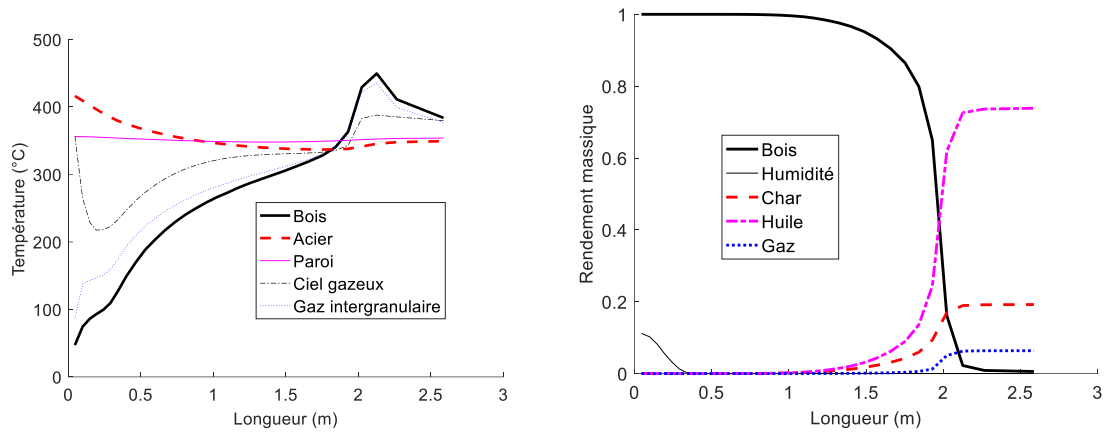 Température (°C)
500
400
300
200
100
0
Bois
Acier
Paroi
Ciel gazeux
Gaz intergranulaire
0 0.5 1 1.5 2 2.5 3
Longueur (m)
Rendement massique
1
0.8
0.6
0.4
0.2
0
Bois
Humidité
Char
Huile
Gaz
0 0.5 1 1.5 2 2.5 3
Longueur (m)